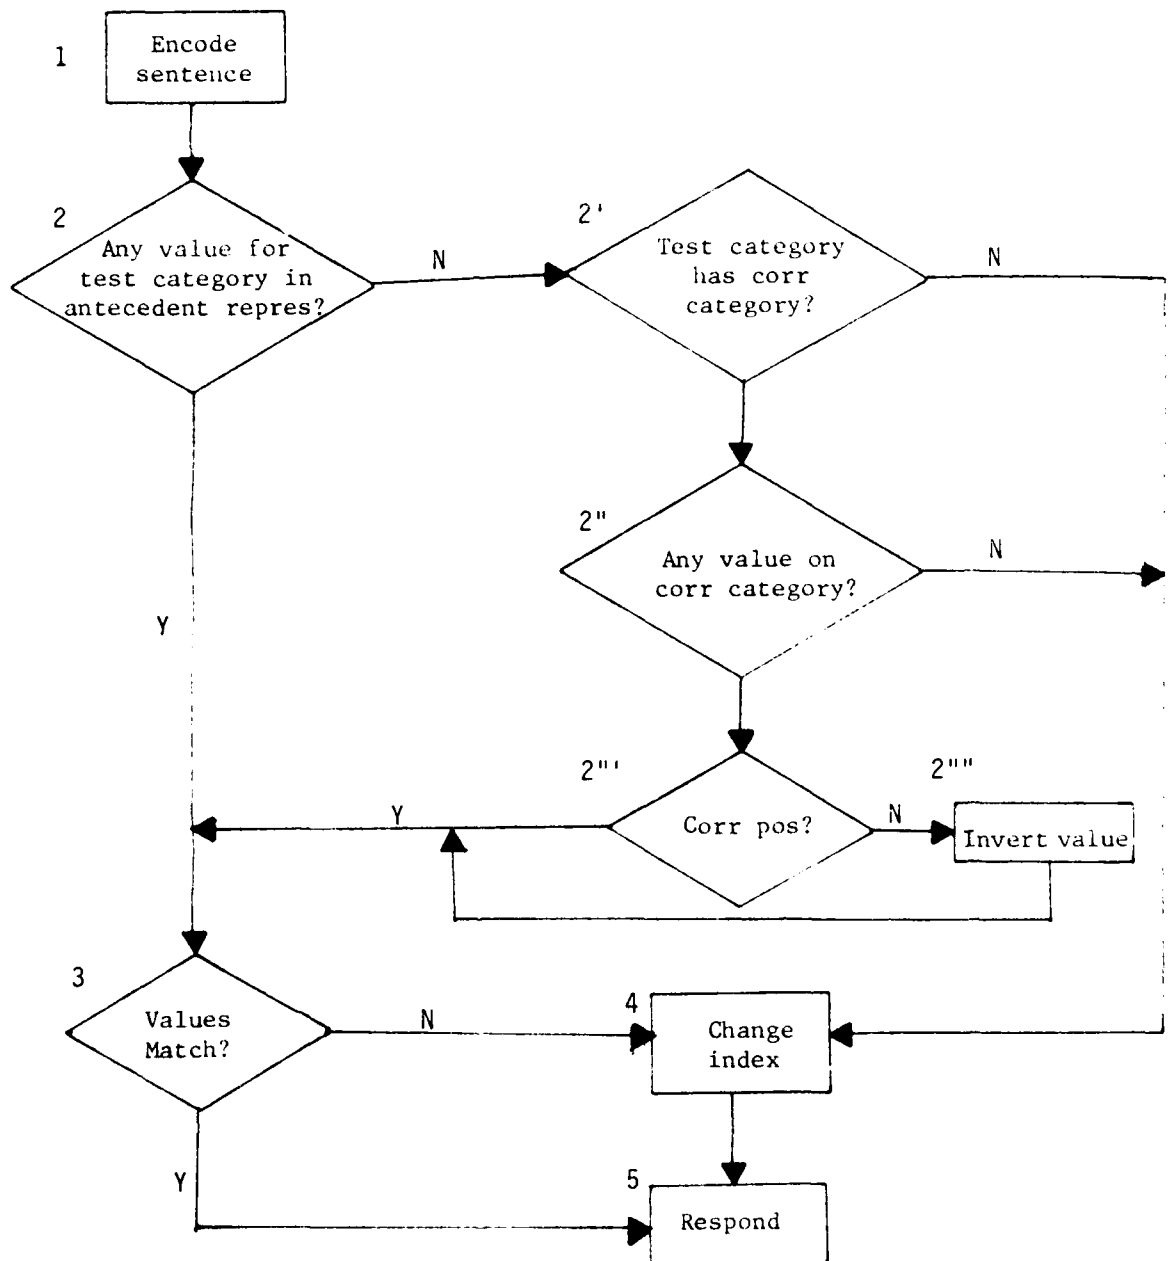 1
Encode
sentence
2
Any value for
test category in
antecedent repres?
N
2'
Test category
has corr
category?
N
2"
Any value on
corr category?
N
Y
2"'
Corr pos?
Y
N
2""
Invert value
3
Values
Match?
N
4
Change
index
Y
5
Respond